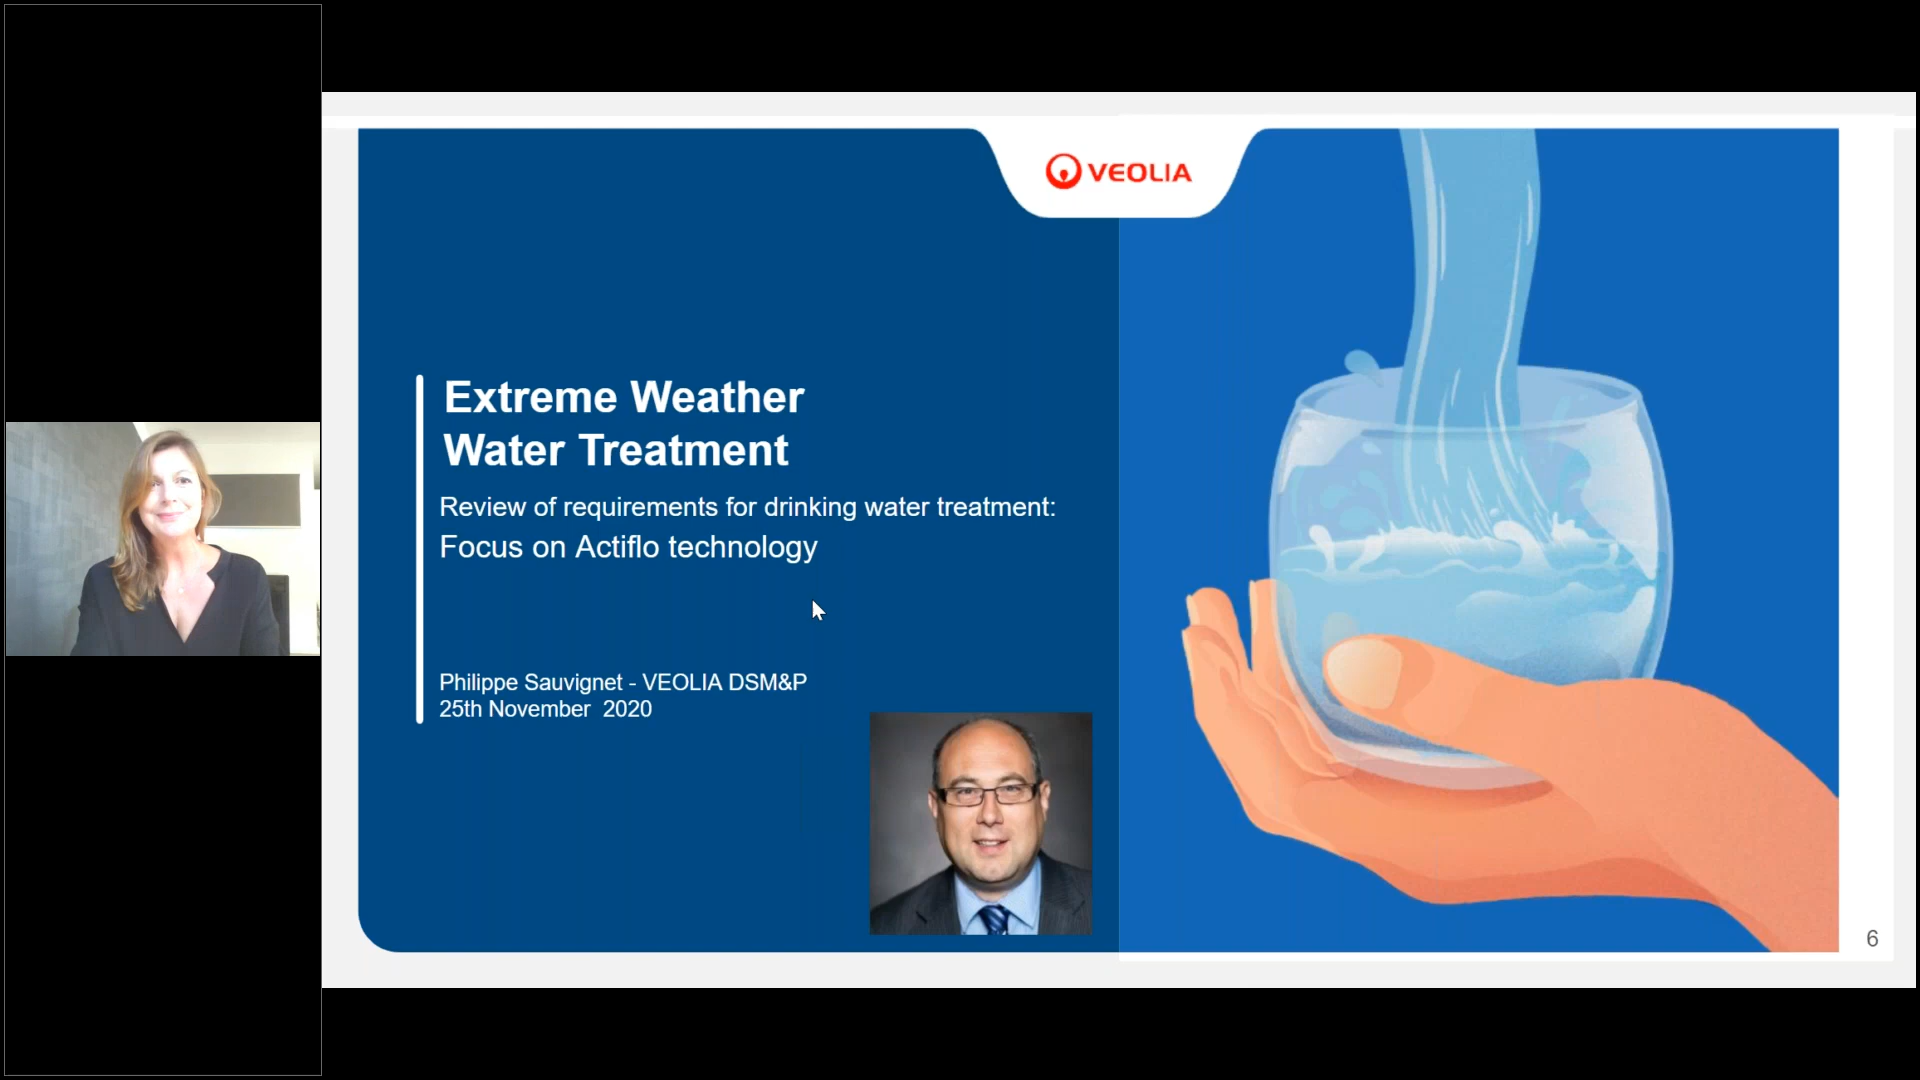 VEOLIA
Extreme Weather
Water Treatment
Review of requirements for drinking water treatment:
Focus on Actiflo technology
Philippe Sauvignet - VEOLIA DSM&P
25th November 2020
6